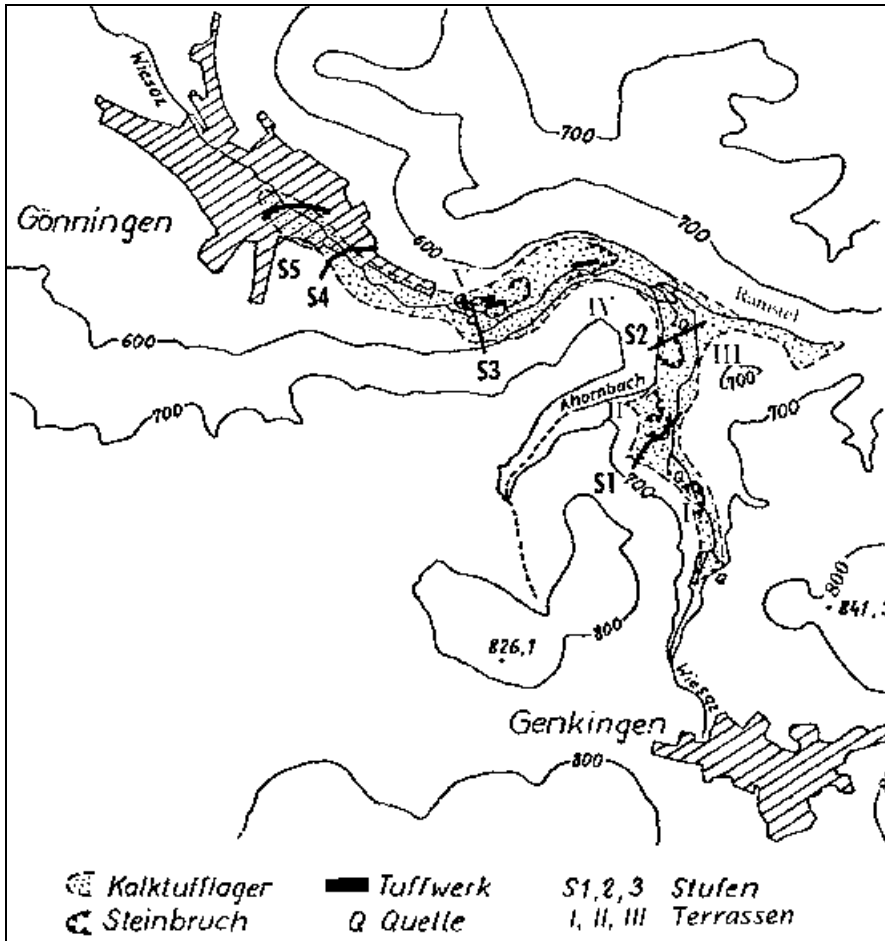 Wiesaz
700
Gönningen
600
700
Ramstel
S5
S4
IV
S2
600
S3
III
700
Ahornbach
700
700
II
S1
700
I
800
Q
841,3
800
826,1
Wiesaz
Genkingen
800
Kalktufflager
Tuffwerk
S1,2,3 Stufen
Steinbruch
Q Quelle
I, II, III Terrassen